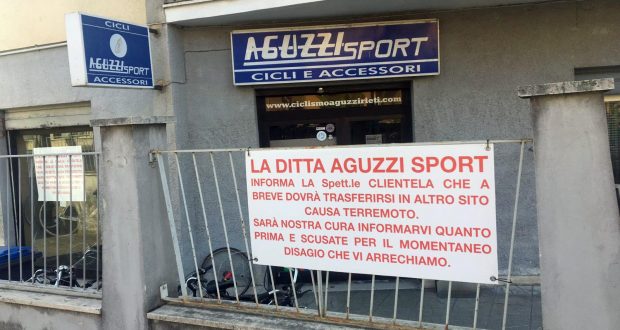 CICLI
AGUZZI SPORT
ACCESSORI
AGUZZI SPORT
CICLI E ACCESSORI
www.ciclismoaguzzirieti.com
LA DITTA AGUZZI SPORT
INFORMA LA Spett.le CLIENTELA CHE A
BREVE DOVRÀ TRASFERIRSI IN ALTRO SITO
CAUSA TERREMOTO.
SARÀ NOSTRA CURA INFORMARVI QUANTO
PRIMA E SCUSATE PER IL MOMENTANEO
DISAGIO CHE VI ARRECHIAMO.